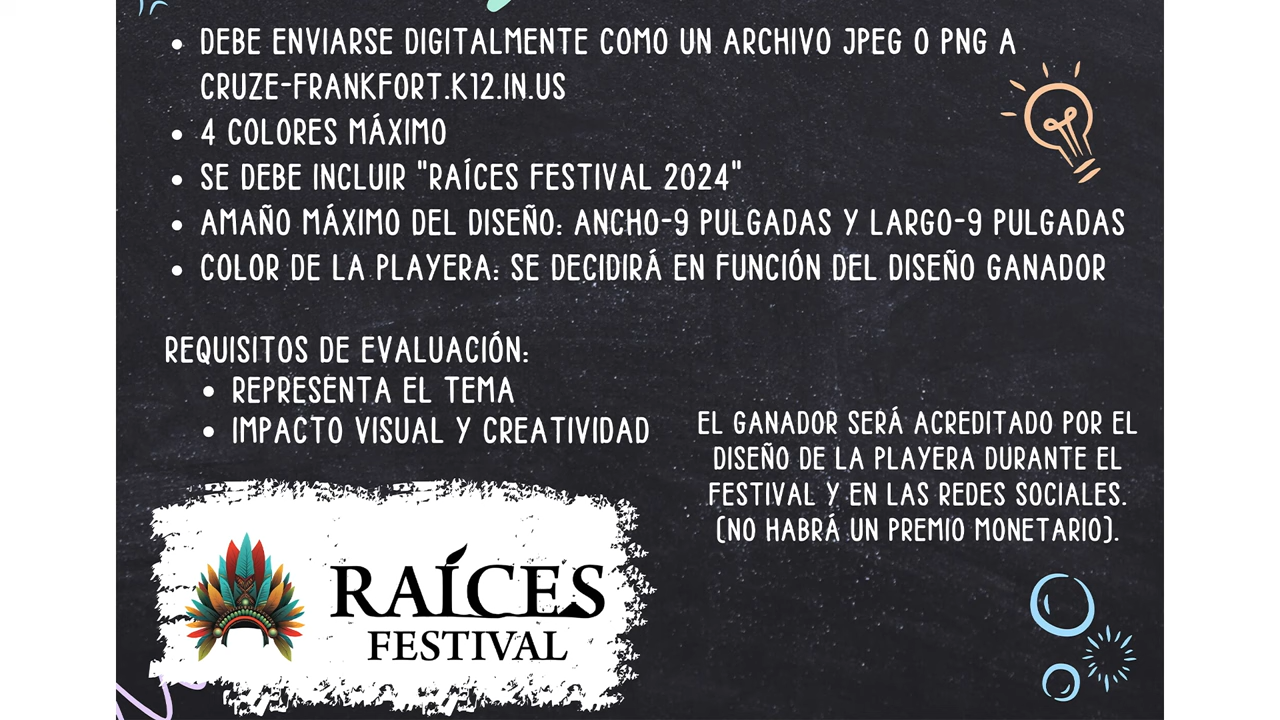 • DEBE ENVIARSE DIGITALMENTE COMO UN ARCHIVO JPEG O PNG A
CRUZE-FRANKFORT.K12.IN.US
• 4 COLORES MÁXIMO
• SE DEBE INCLUIR "RAÍCES FESTIVAL 2024"
• AMAÑO MÁXIMO DEL DISEÑO: ANCHO-9 PULGADAS Y LARGO-9 PULGADAS
• COLOR DE LA PLAYERA: SE DECIDIRÁ EN FUNCIÓN DEL DISEÑO GANADOR
REQUISITOS DE EVALUACIÓN:
• REPRESENTA EL TEMA
• IMPACTO VISUAL Y CREATIVIDAD
EL GANADOR SERÁ ACREDITADO POR EL
DISEÑO DE LA PLAYERA DURANTE EL
FESTIVAL Y EN LAS REDES SOCIALES.
(NO HABRÁ UN PREMIO MONETARIO).
RAÍCES
FESTIVAL